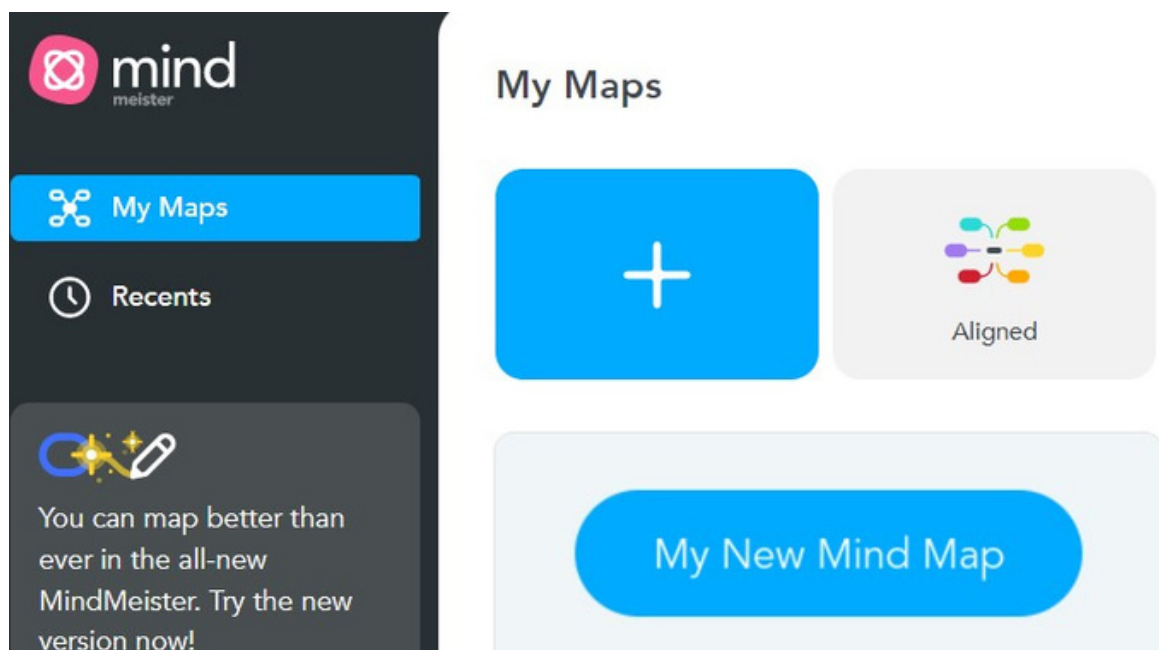 mind
meister
My Maps
Recents
You can map better than
ever in the all-new
MindMeister. Try the new
version now!
My Maps
Aligned
My New Mind Map